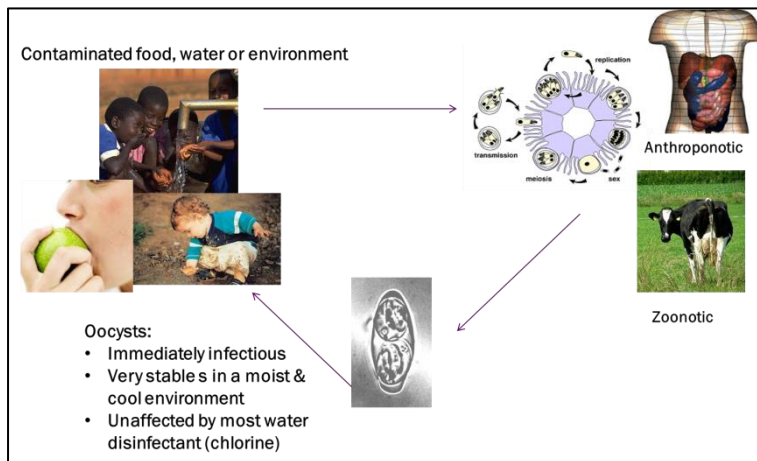 Contaminated food, water or environment
replication
transmission
meiosis
sex
Anthroponotic
Zoonotic
Oocysts:
• Immediately infectious
• Very stable s in a moist &
cool environment
• Unaffected by most water
disinfectant (chlorine)